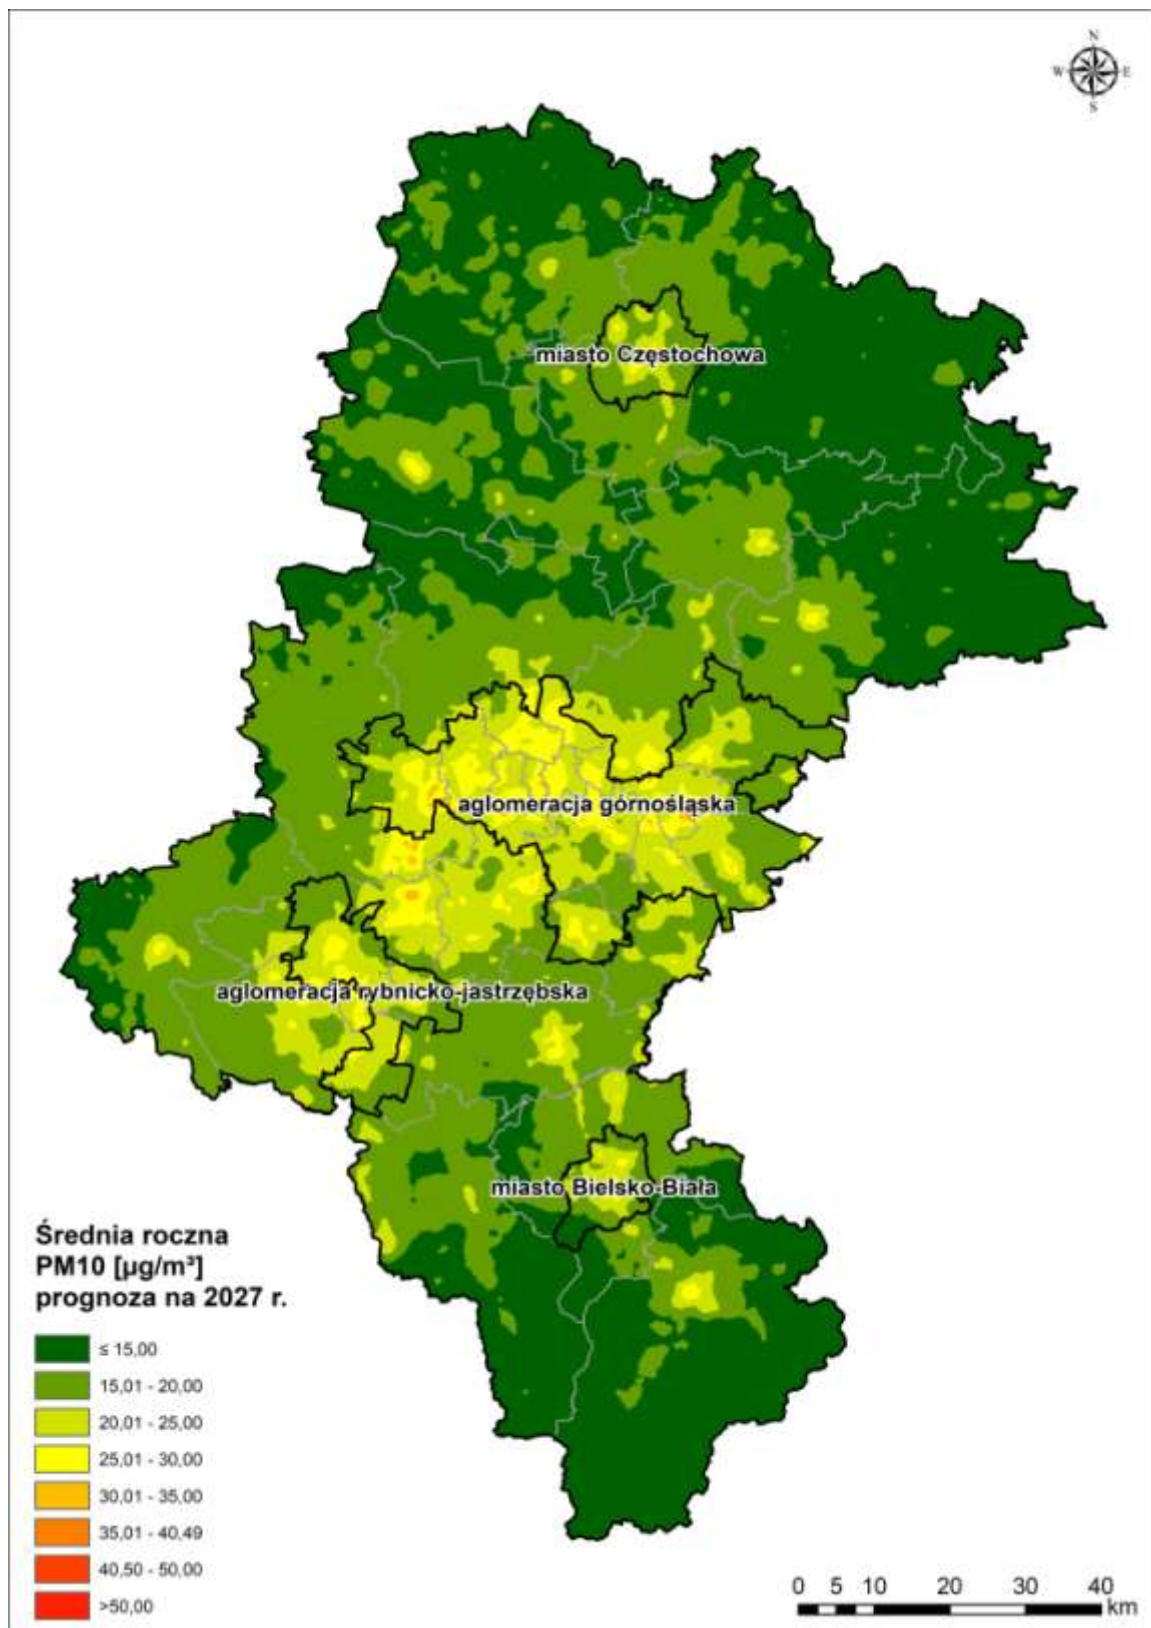 N
W E
S
miasto Częstochowa
aglomeracja górnośląska
aglomeracja rybnicko-jastrzębska
miasto Bielsko-Biała
Średnia roczna
PM10 [µg/m³]
prognoza na 2027 r.
≤ 15,00
15,01 - 20,00
20,01 - 25,00
25,01 - 30,00
30,01 - 35,00
35,01 - 40,49
40,50 - 50,00
>50,00
0 5 10 20 30 40
km